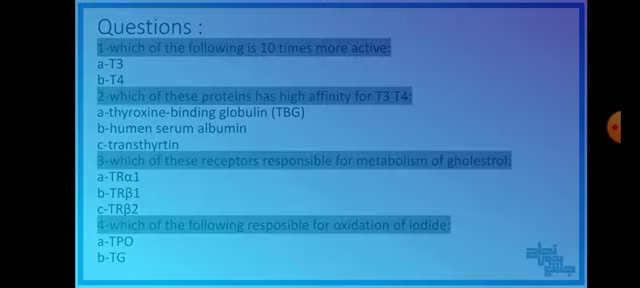 Questions :
1-which of the following is 10 times more active:
a-T3
b-T4
2-which of these proteins has high affinity for T3 T4:
a-thyroxine-binding globulin (TBG)
b-humen serum albumin
c-transthyrtin
3-which of these receptors responsible for metabolism of gholestrol:
a-TRα1
b-TRβ1
c-TRβ2
4-which of the following resposible for oxidation of iodide:
a-TPO
b-TG